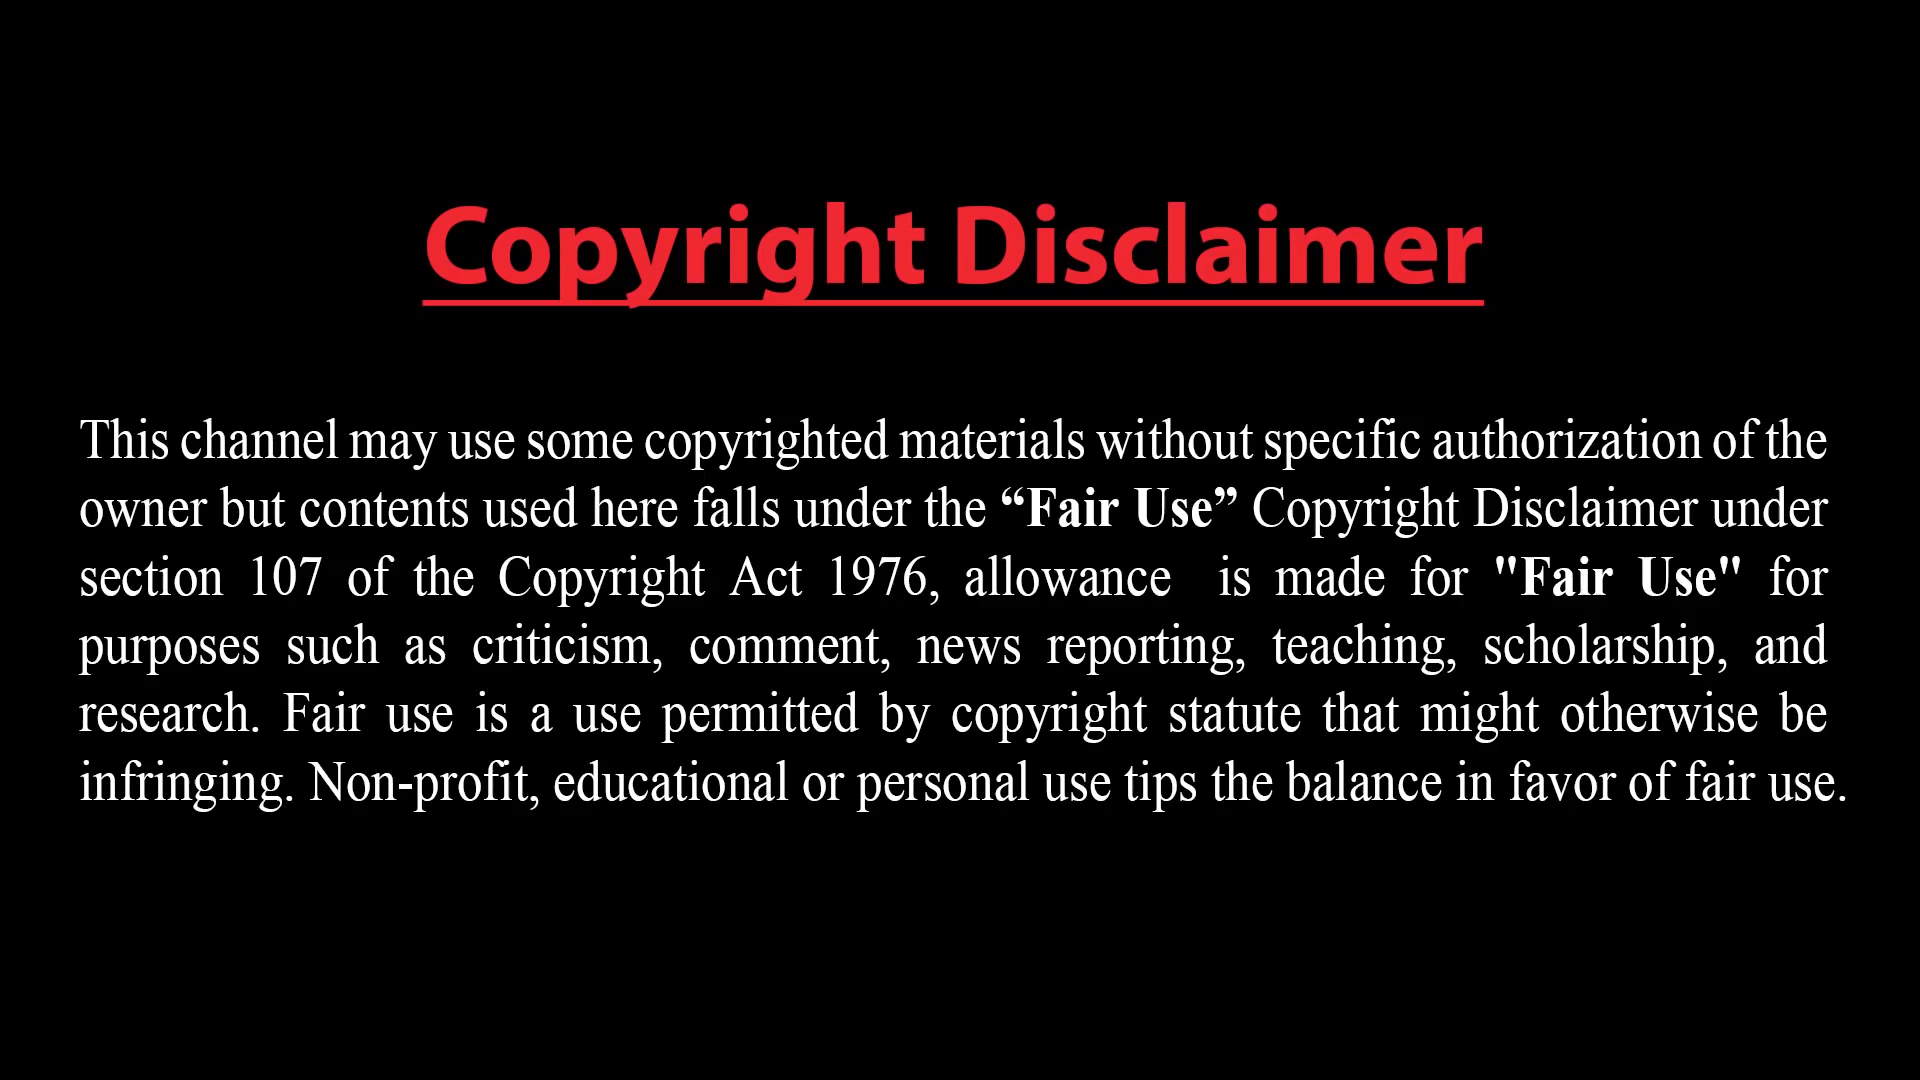 Copyright Disclaimer
This channel may use some copyrighted materials without specific authorization of the
owner but contents used here falls under the “Fair Use” Copyright Disclaimer under
section 107 of the Copyright Act 1976, allowance is made for "Fair Use" for
purposes such as criticism, comment, news reporting, teaching, scholarship, and
research. Fair use is a use permitted by copyright statute that might otherwise be
infringing. Non-profit, educational or personal use tips the balance in favor of fair use.